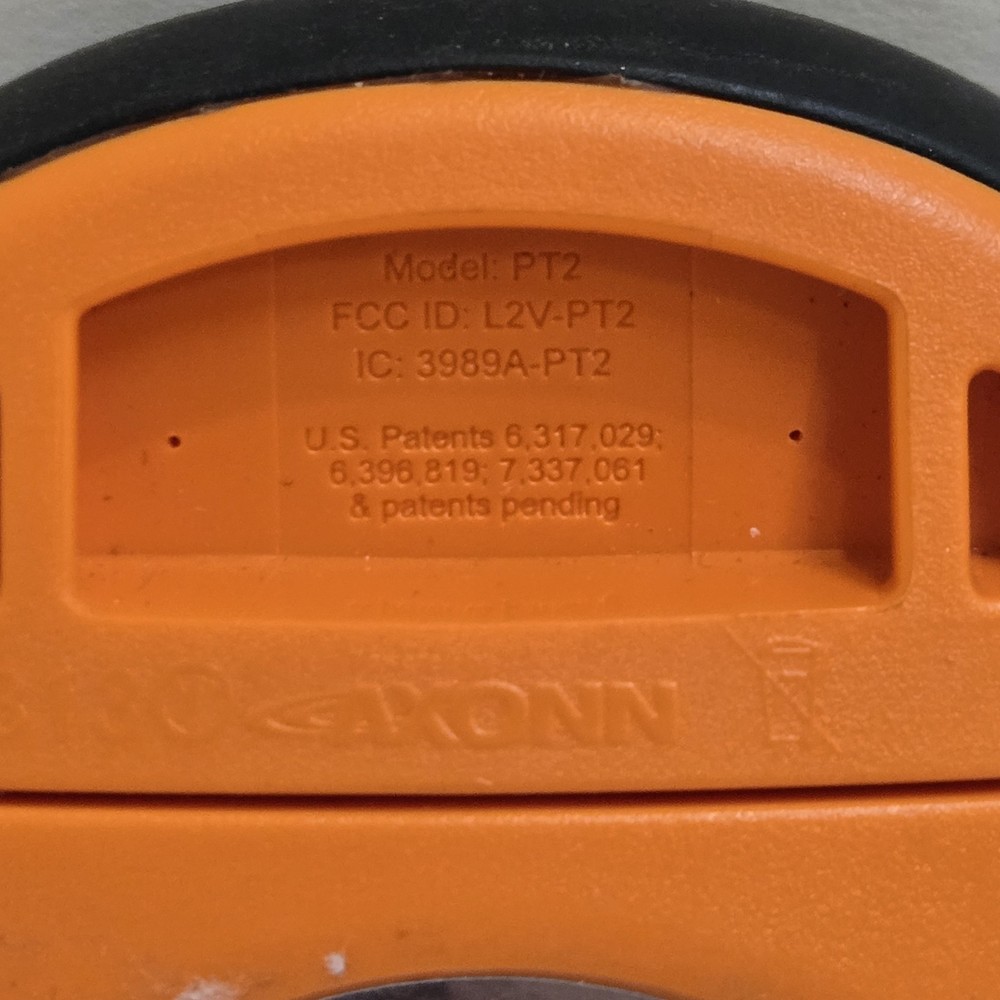 Model: PT2
FCC ID: L2V-PT2
IC: 3989A-PT2
U.S. Patents 6,317,029;
6,396,819; 7,337,061
& patents pending
AXONN